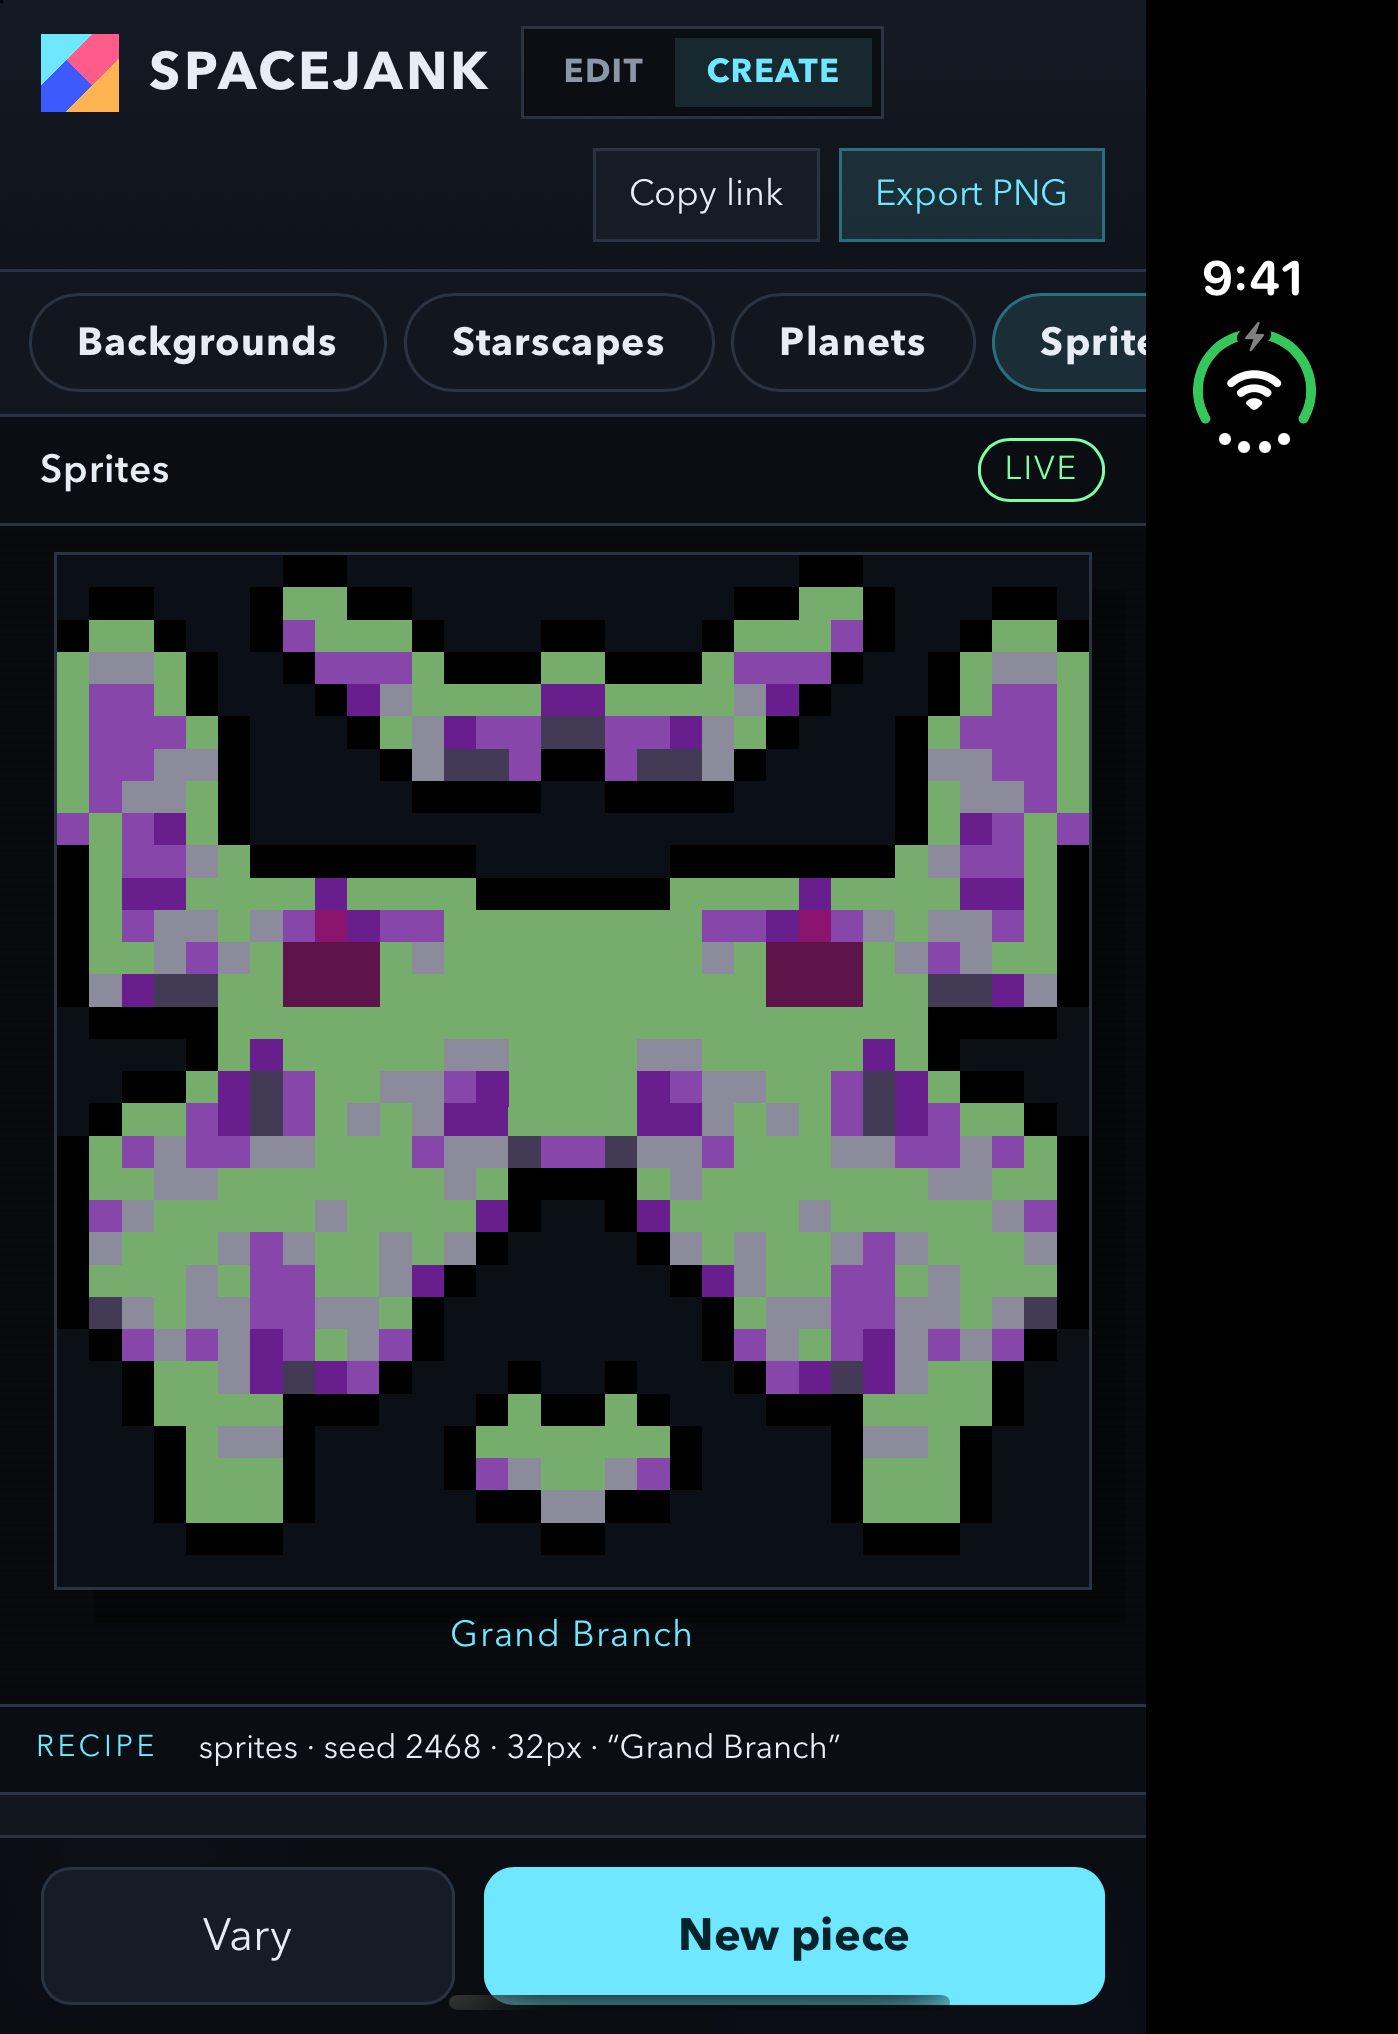 SPACEJANK
EDIT
CREATE
Copy link
Export PNG
9:41
Backgrounds
Starscapes
Planets
Sprite
Sprites
LIVE
Grand Branch
RECIPE
sprites · seed 2468 · 32px · “Grand Branch”
Vary
New piece